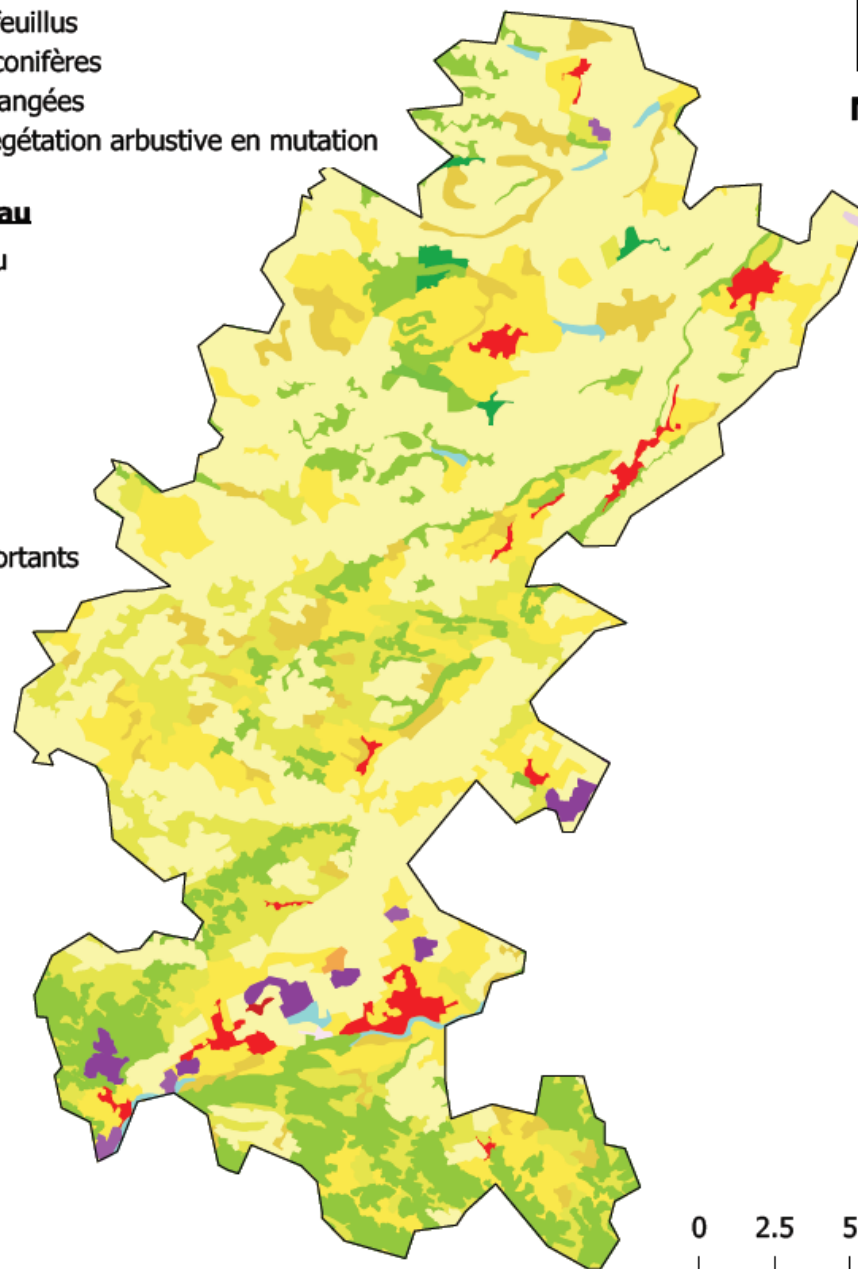 feuillus
conifères
angées
égétation arbustive en mutation
au
u
ortants
0 2.5 5